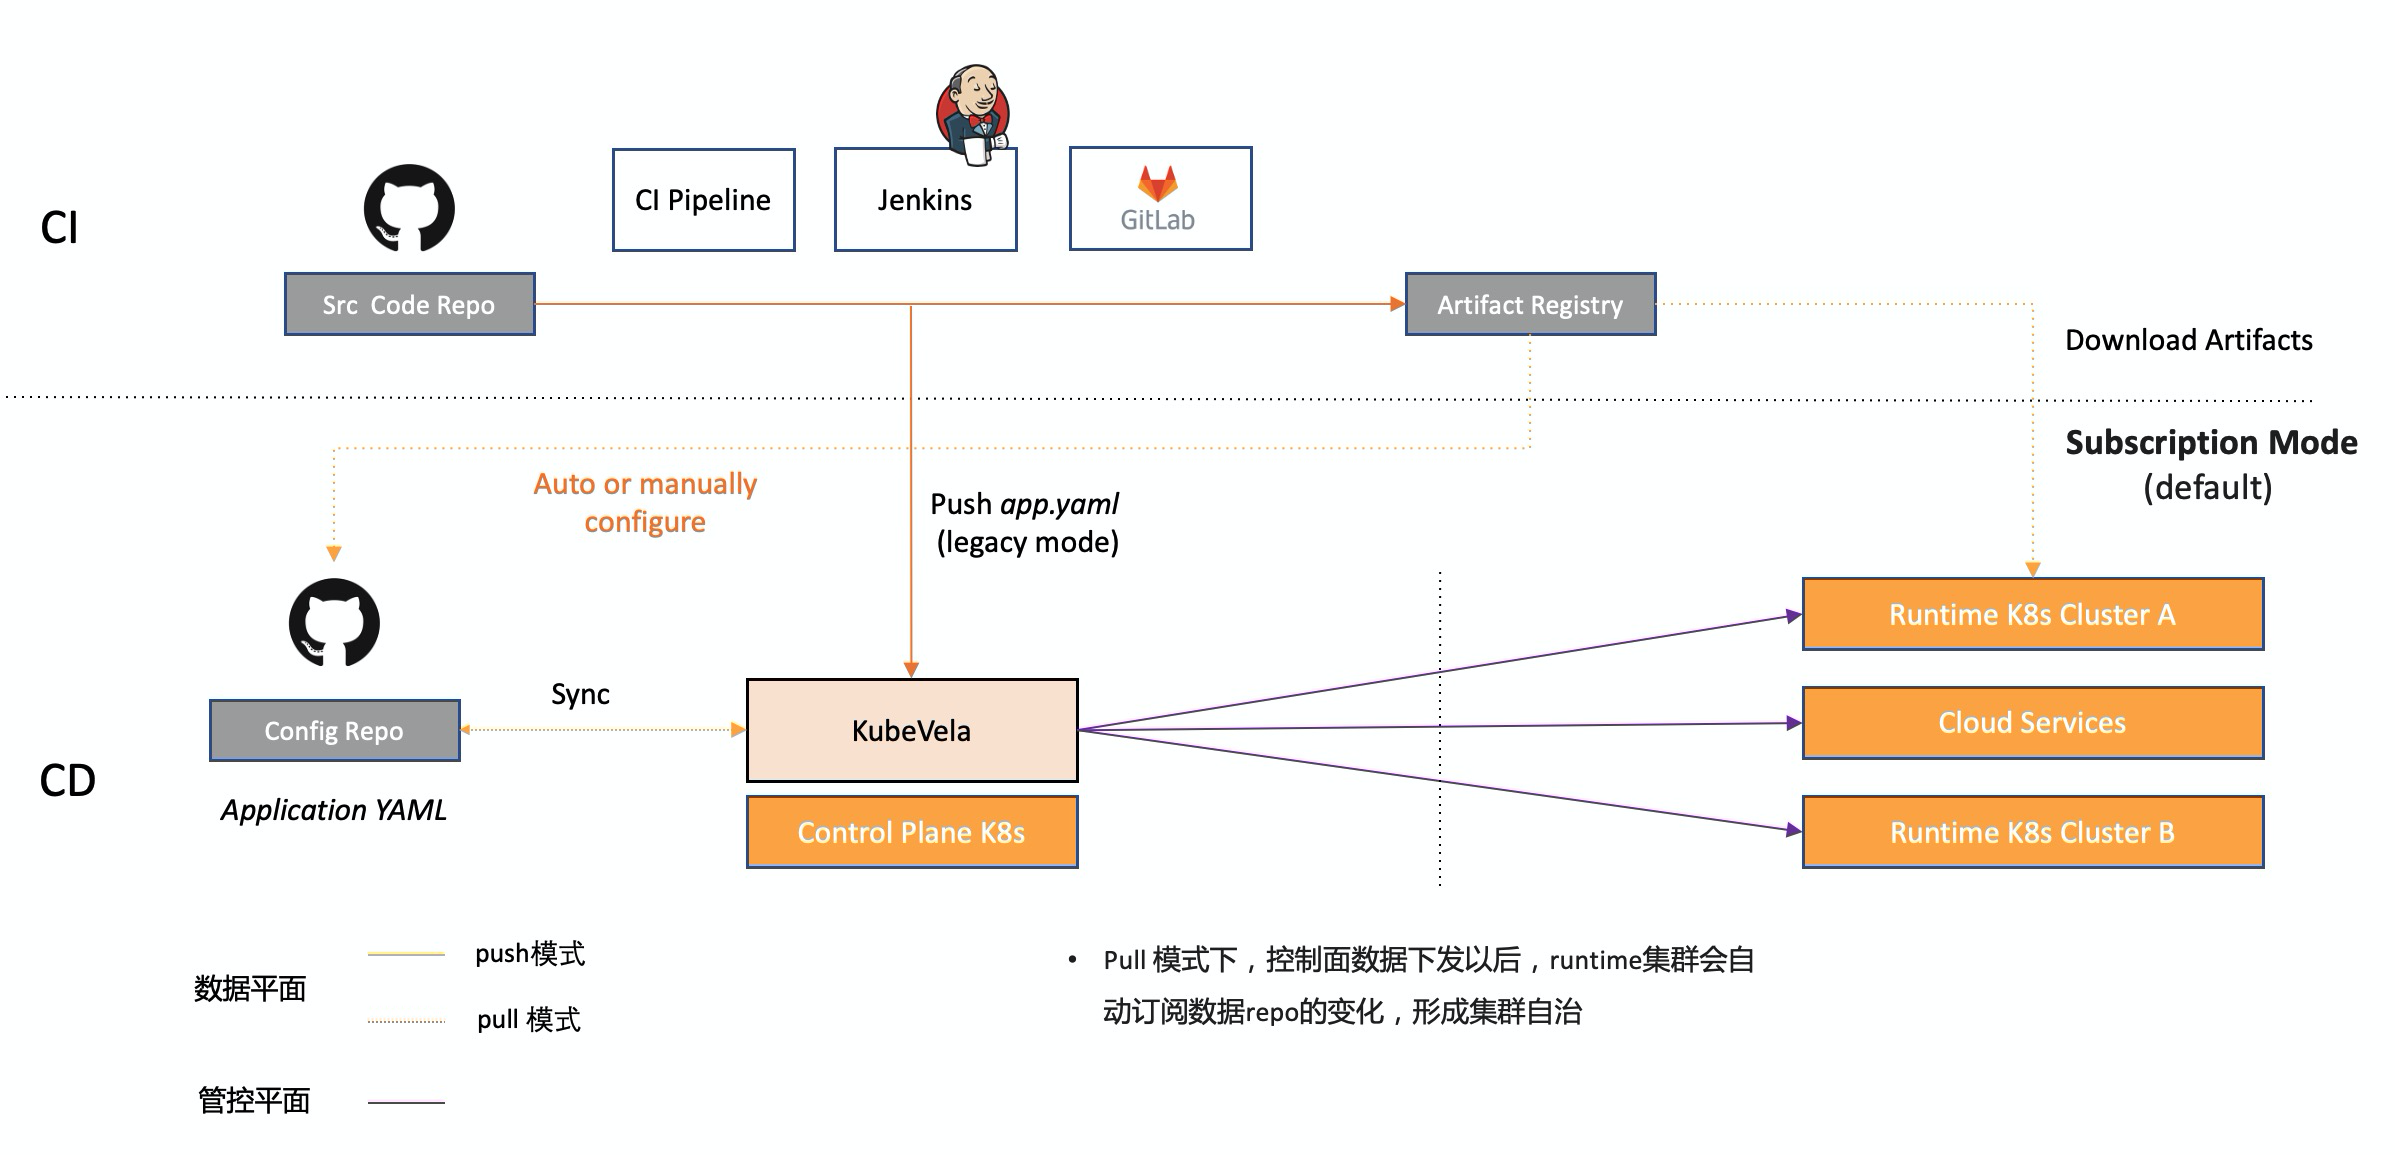 CI
CI Pipeline
Jenkins
GitLab
Src Code Repo
Artifact Registry
Download Artifacts
Subscription Mode
(default)
Auto or manually
configure
Push app.yaml
(legacy mode)
Runtime K8s Cluster A
Sync
Config Repo
KubeVela
Cloud Services
CD
Application YAML
Control Plane K8s
Runtime K8s Cluster B
数据平面
push模式
pull 模式
管控平面
• Pull 模式下，控制面数据下发以后，runtime集群会自
动订阅数据repo的变化，形成集群自治